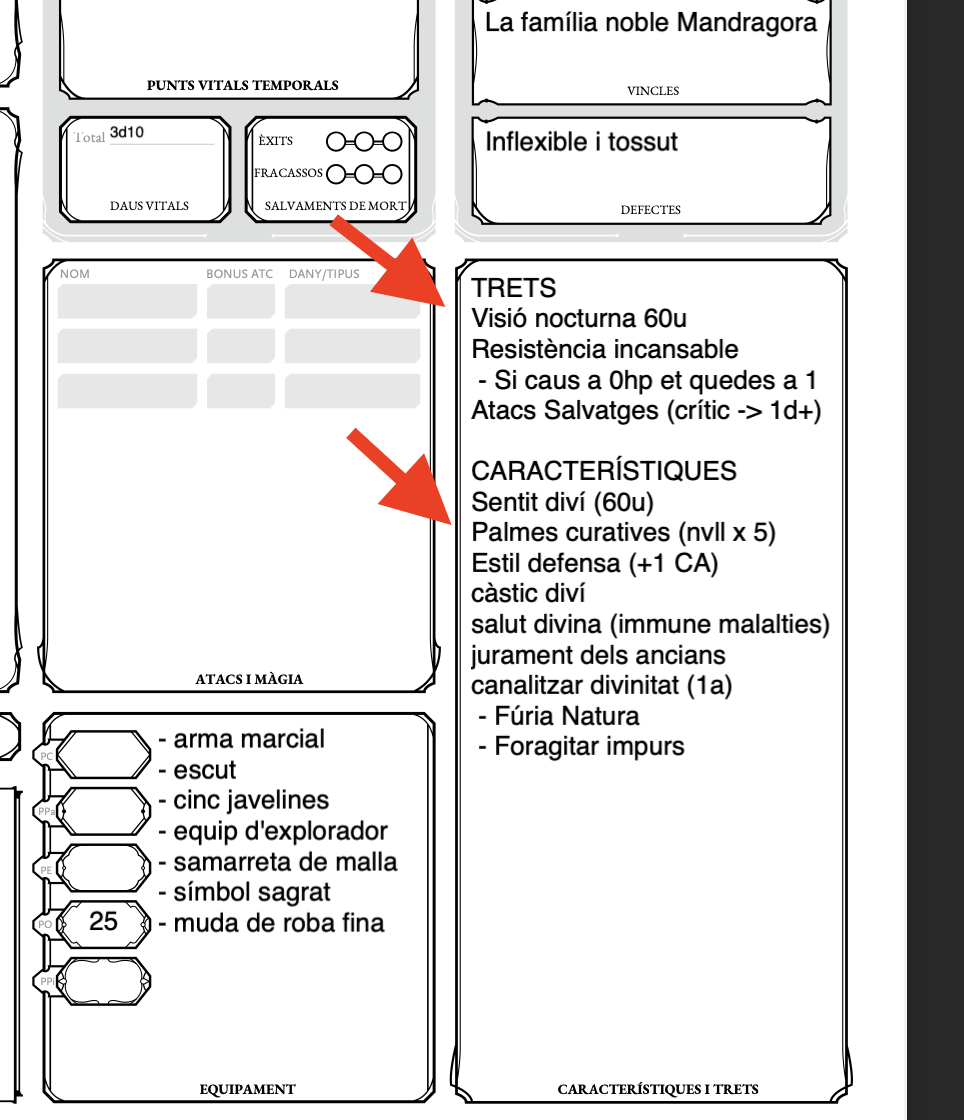 PUNTS VITALS TEMPORALS
La família noble Mandragora
VINCLES
Total 3d10
DAUS VITALS
ÈXITS
FRACASSOS
SALVAMENTS DE MORT
Inflexible i tossut
DEFECTES
NOM BONUS ATC DANY/TIPUS
ATACS I MÀGIA
TRETS
Visió nocturna 60u
Resistència incansable
- Si caus a 0hp et quedes a 1
Atacs Salvatges (crític -> 1d+)
CARACTERÍSTIQUES
Sentit diví (60u)
Palmes curatives (nvll x 5)
Estil defensa (+1 CA)
càstic diví
salut divina (immune malalties)
jurament dels ancians
canalitzar divinitat (1a)
- Fúria Natura
- Foragitar impurs
CARACTERÍSTIQUES I TRETS
PC
PPa
PE
PO 25
PPl
- arma marcial
- escut
- cinc javelines
- equip d'explorador
- samarreta de malla
- símbol sagrat
- muda de roba fina
EQUIPAMENT